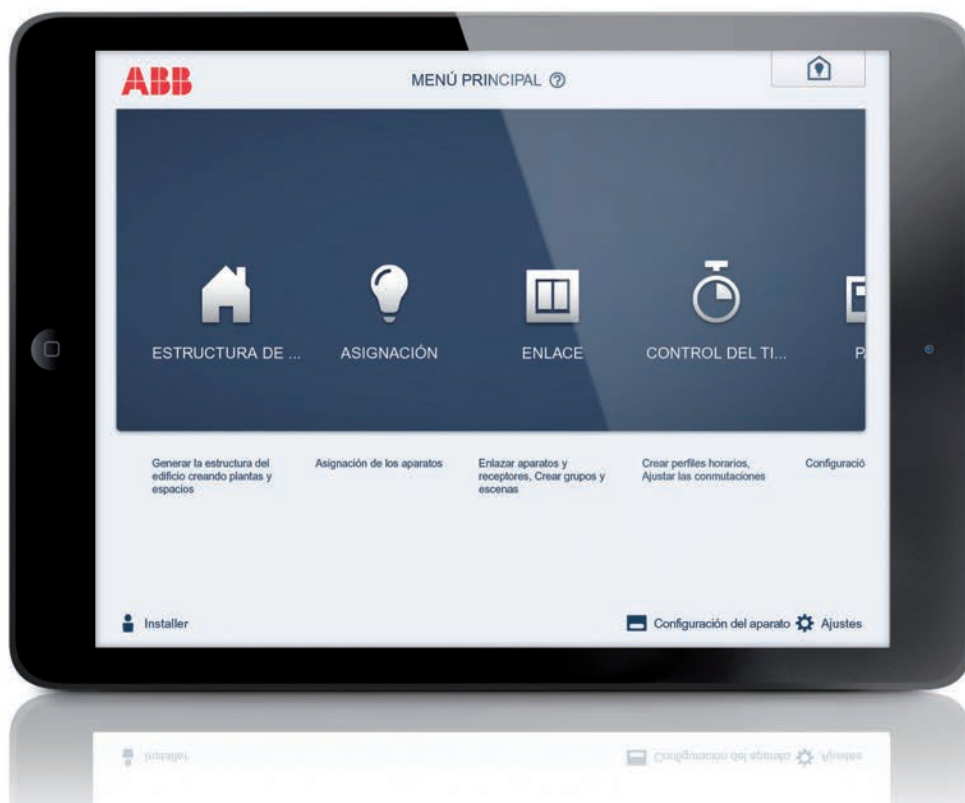 ABB
MENÚ PRINCIPAL ?
ESTRUCTURA DE ...
ASIGNACIÓN
ENLACE
CONTROL DEL TI...
Generar la estructura del
edificio creando plantas y
espacios
Asignación de los aparatos
Enlazar aparatos y
receptores, Crear grupos y
escenas
Crear perfiles horarios,
Ajustar las conmutaciones
Configuració
Installer
Configuración del aparato
Ajustes